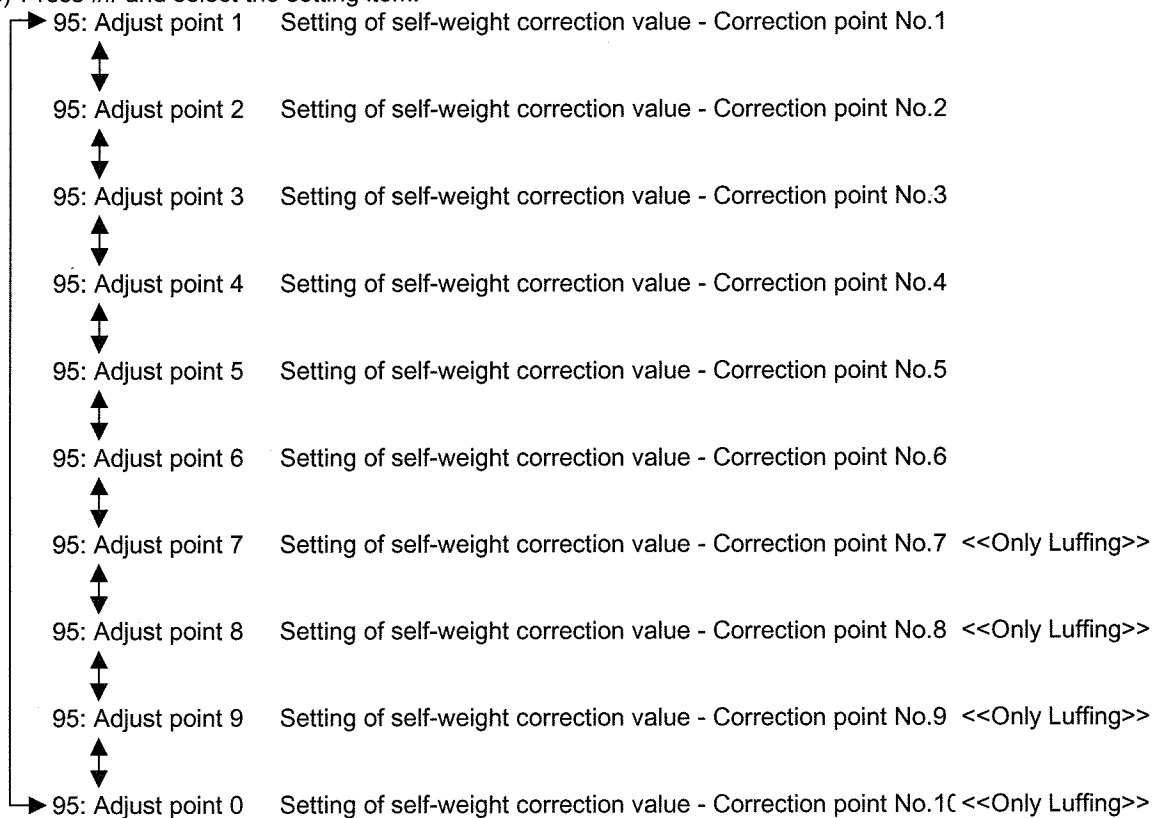 and select the setting item.
95: Adjust point 1 Setting of self-weight correction value - Correction point No.1
95: Adjust point 2 Setting of self-weight correction value - Correction point No.2
95: Adjust point 3 Setting of self-weight correction value - Correction point No.3
95: Adjust point 4 Setting of self-weight correction value - Correction point No.4
95: Adjust point 5 Setting of self-weight correction value - Correction point No.5
95: Adjust point 6 Setting of self-weight correction value - Correction point No.6
95: Adjust point 7 Setting of self-weight correction value - Correction point No.7 <<Only Luffing>>
95: Adjust point 8 Setting of self-weight correction value - Correction point No.8 <<Only Luffing>>
95: Adjust point 9 Setting of self-weight correction value - Correction point No.9 <<Only Luffing>>
95: Adjust point 0 Setting of self-weight correction value - Correction point No.10 <<Only Luffing>>